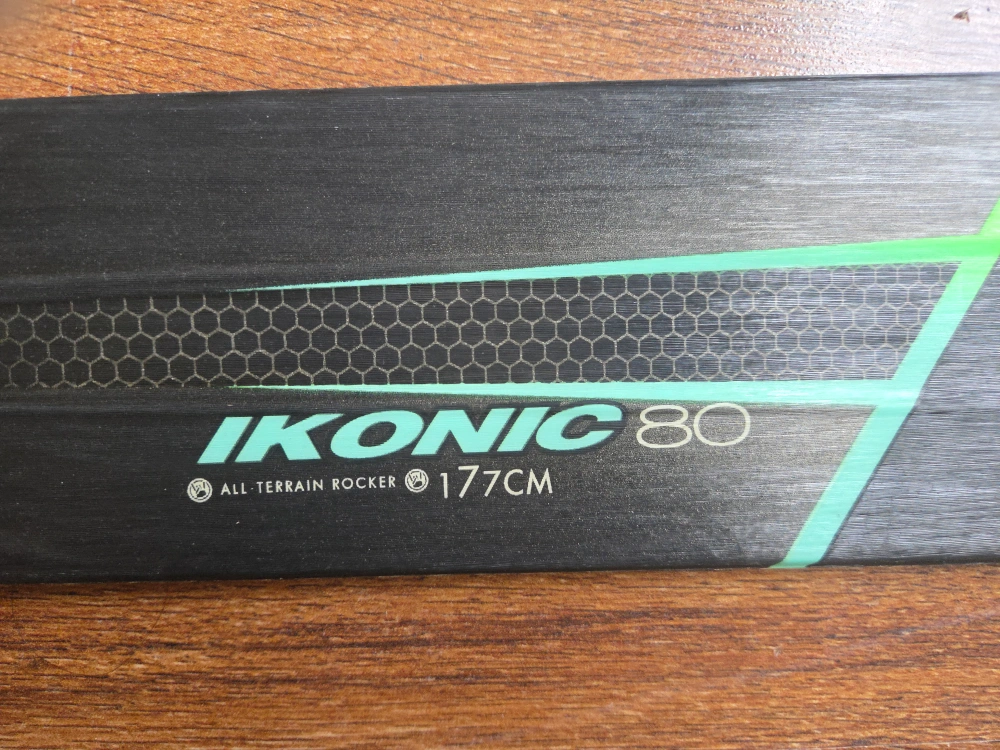 IKONIC 80
ALL-TERRAIN ROCKER 177CM